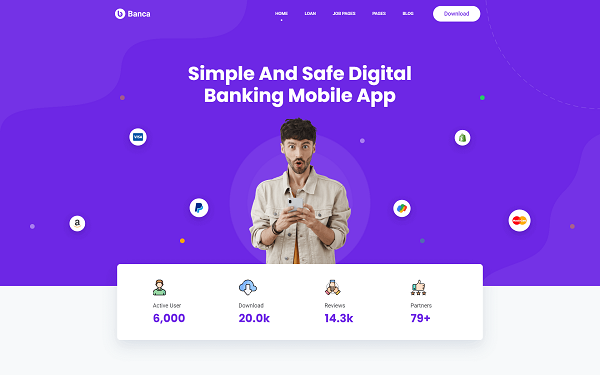 Banca
HOME LOAN JOB PAGES PAGES BLOG Download
Simple And Safe Digital
Banking Mobile App
VISA
a
Active User Download Reviews Partners
6,000 20.0k 14.3k 79+